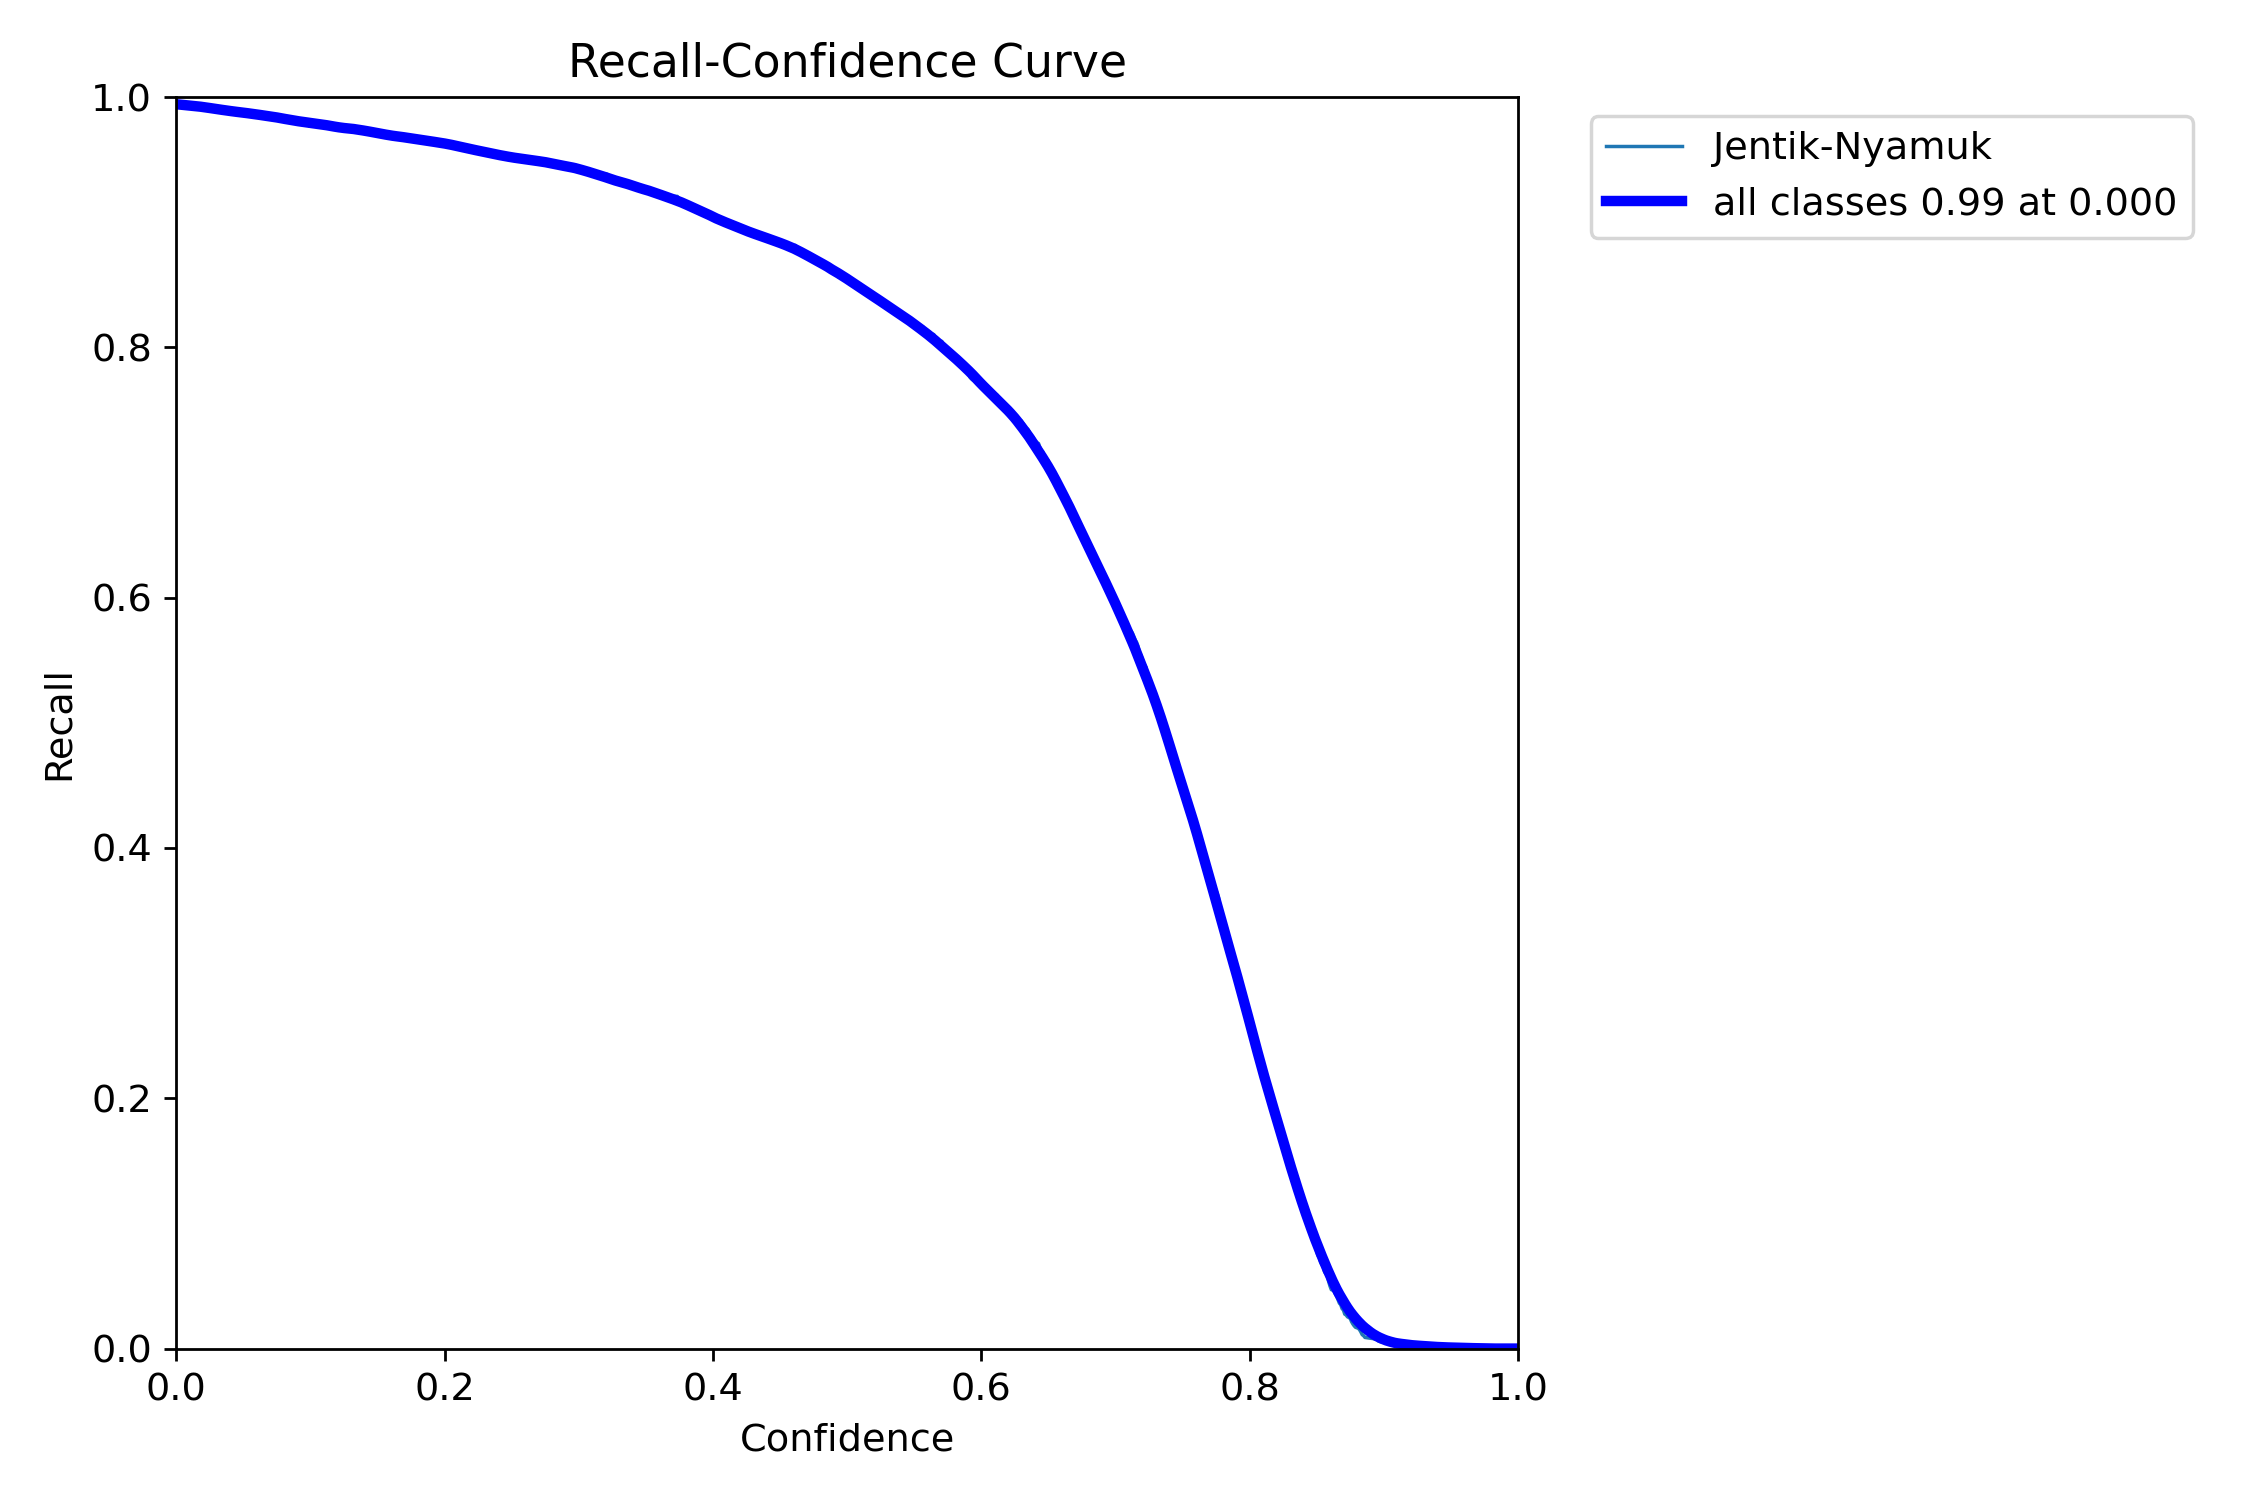 Recall-Confidence Curve
1.0
0.8
0.6
0.4
0.2
0.0
Recall
0.0 0.2 0.4 0.6 0.8 1.0
Confidence
Jentik-Nyamuk
all classes 0.99 at 0.000